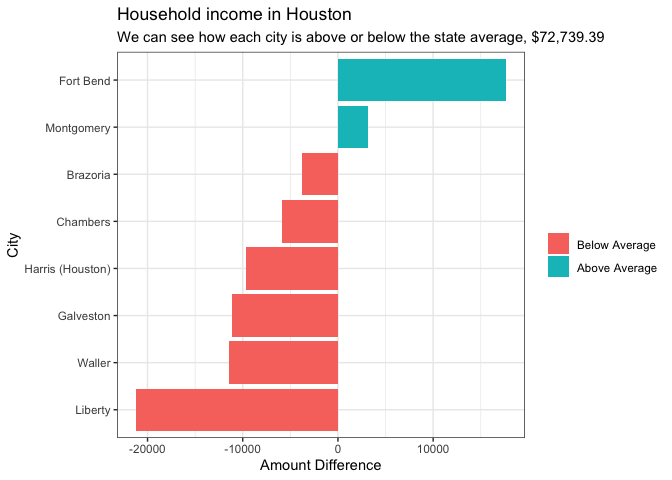 Household income in Houston
We can see how each city is above or below the state average, $72,739.39
Fort Bend
Montgomery
Brazoria
Chambers
Harris (Houston)
Galveston
Waller
Liberty
City
-20000
-10000
0
10000
Amount Difference
Below Average
Above Average